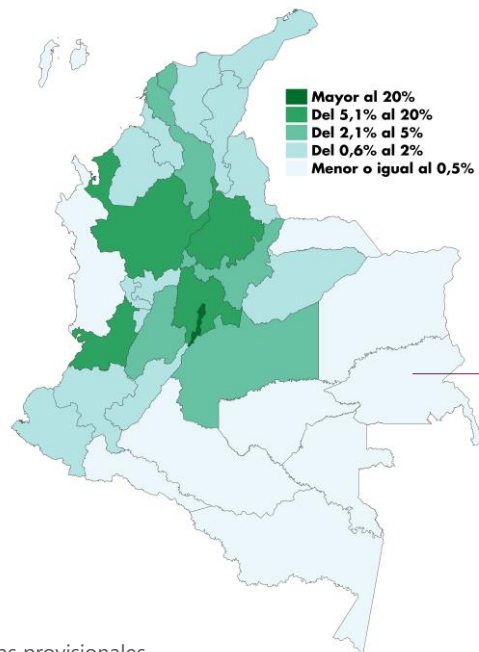 Mayor al 20%
Del 5,1% al 20%
Del 2,1% al 5%
Del 0,6% al 2%
Menor o igual al 0,5%
provisionales